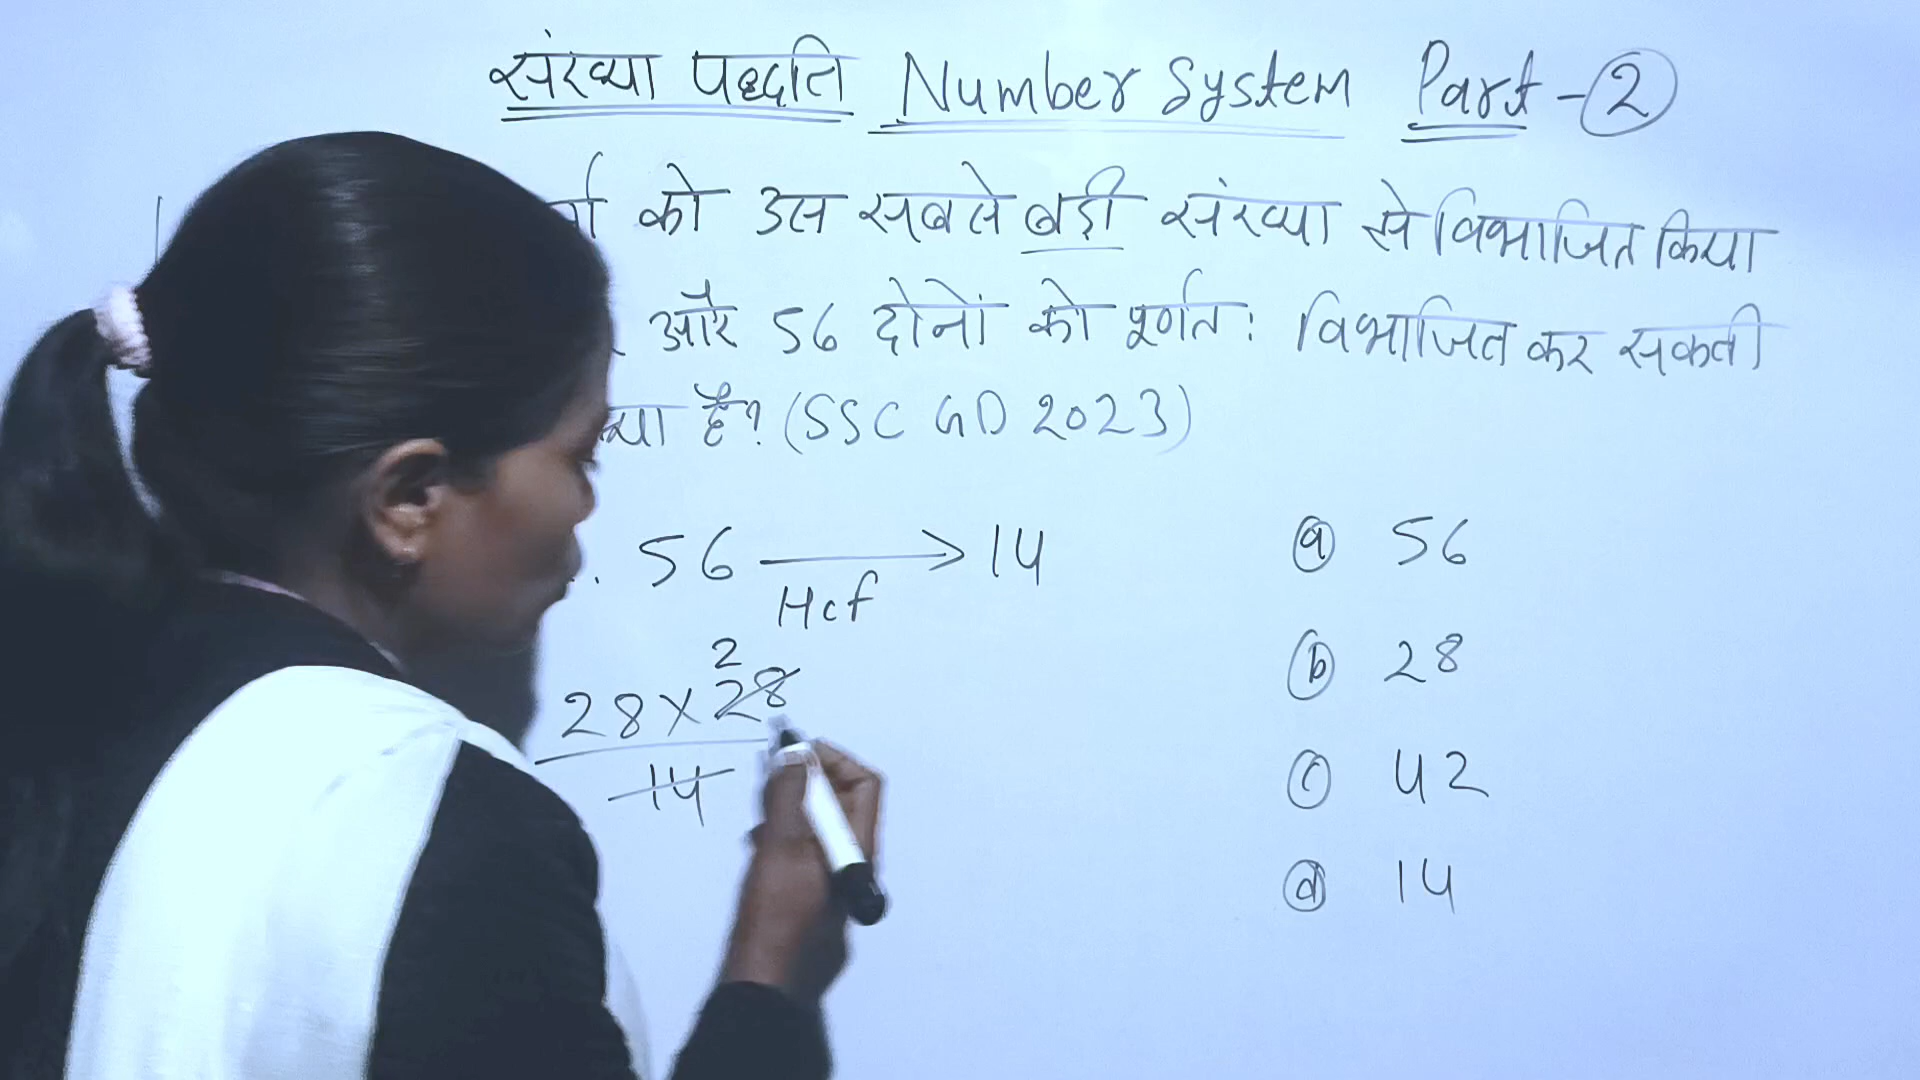 संख्या पद्धति Number System Part-②
को उस सबसे बड़ी संख्या से विभाजित किया
और 56 दोनों को पूर्णत: विभाजित कर सकती
है? (SSC GD 2023)
56 → 14
Hcf
2
28 × 28
14
ⓐ 56
ⓑ 28
ⓒ 42
ⓓ 14